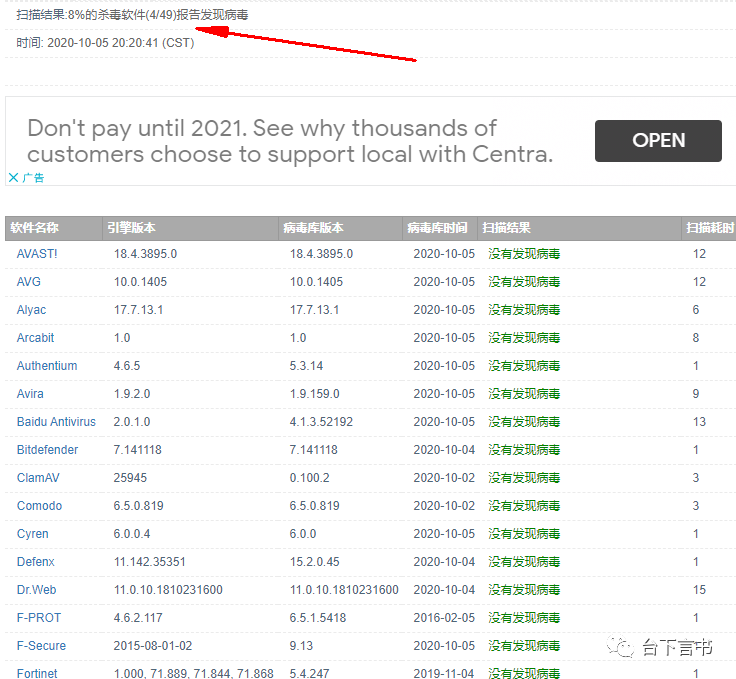 扫描结果:8%的杀毒软件(4/49)报告发现病毒
时间: 2020-10-05 20:20:41 (CST)
Don't pay until 2021. See why thousands of
customers choose to support local with Centra.
OPEN
广告
软件名称 引擎版本 病毒库版本 病毒库时间 扫描结果 扫描耗时
AVAST! 18.4.3895.0 18.4.3895.0 2020-10-05 没有发现病毒 12
AVG 10.0.1405 10.0.1405 2020-10-05 没有发现病毒 12
Alyac 17.7.13.1 17.7.13.1 2020-10-05 没有发现病毒 6
Arcabit 1.0 1.0 2020-10-05 没有发现病毒 8
Authentium 4.6.5 5.3.14 2020-10-05 没有发现病毒 1
Avira 1.9.2.0 1.9.159.0 2020-10-05 没有发现病毒 9
Baidu Antivirus 2.0.1.0 4.1.3.52192 2020-10-05 没有发现病毒 13
Bitdefender 7.141118 7.141118 2020-10-04 没有发现病毒 1
ClamAV 25945 0.100.2 2020-10-02 没有发现病毒 3
Comodo 6.5.0.819 6.5.0.819 2020-10-02 没有发现病毒 3
Cyren 6.0.0.4 6.0.0 2020-10-05 没有发现病毒 1
Defenx 11.142.35351 15.2.0.45 2020-10-04 没有发现病毒 1
Dr.Web 11.0.10.1810231600 11.0.10.1810231600 2020-10-04 没有发现病毒 15
F-PROT 4.6.2.117 6.5.1.5418 2016-02-05 没有发现病毒 1
F-Secure 2015-08-01-02 9.13 2020-10-05 没有发现病毒 1
台下言书
Fortinet 1.000, 71.889, 71.844, 71.868 5.4.247 2019-11-04 没有发现病毒 1